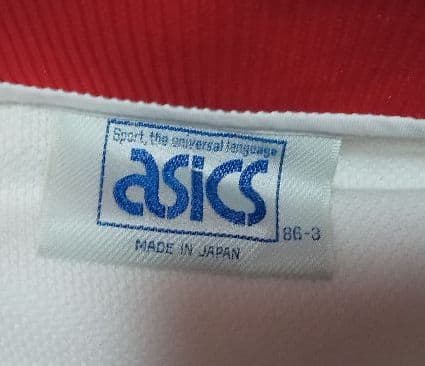 Sport, the universal language
asics
86-3
MADE IN JAPAN